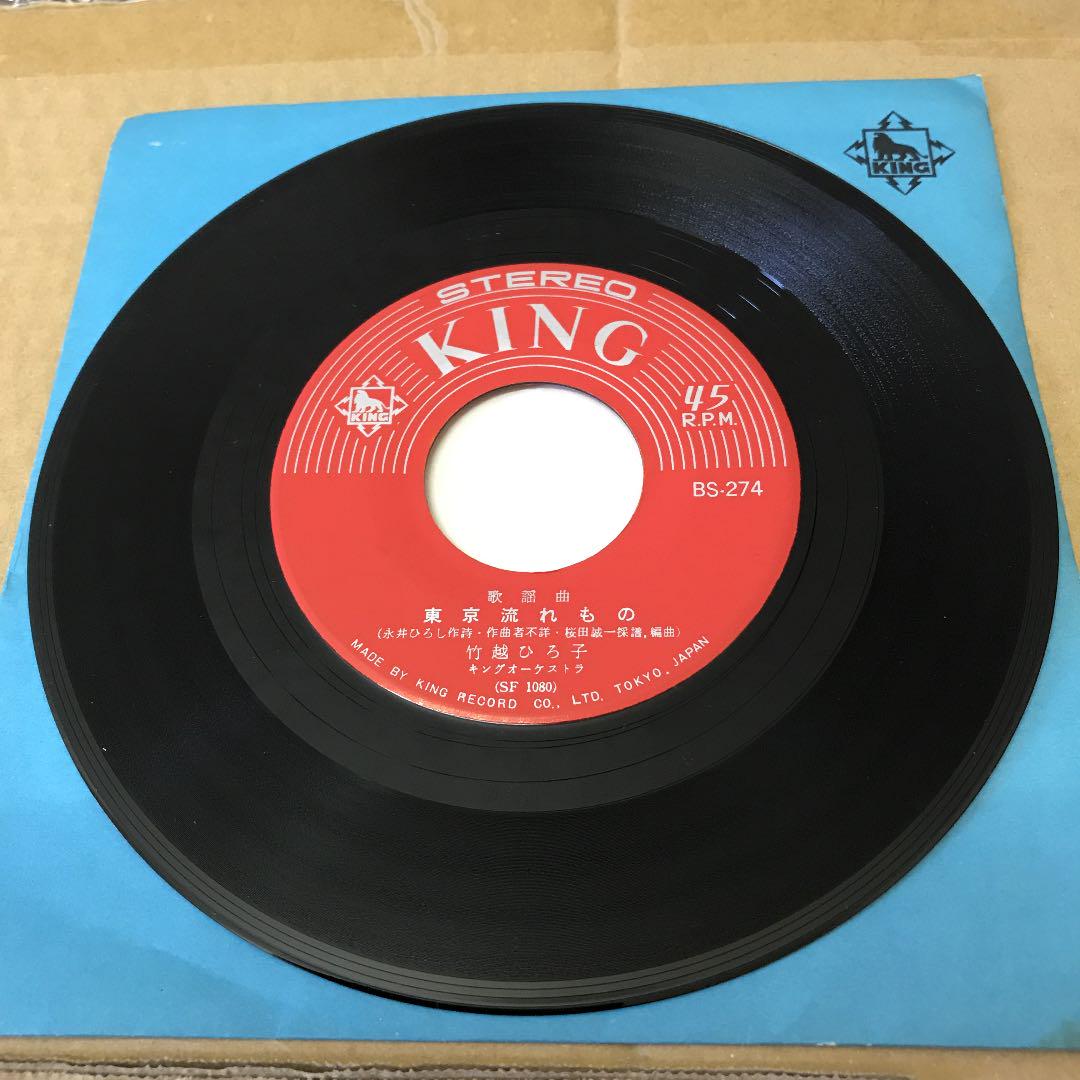 KING
STEREO
KING
KING
45
R.P.M.
BS-274
歌謡曲
東京流れもの
(永井ひろし作詩・作曲者不詳・桜田誠一採譜,編曲)
竹越ひろ子
キングオーケストラ
(SF 1080)
MADE BY KING RECORD CO., LTD. TOKYO, JAPAN